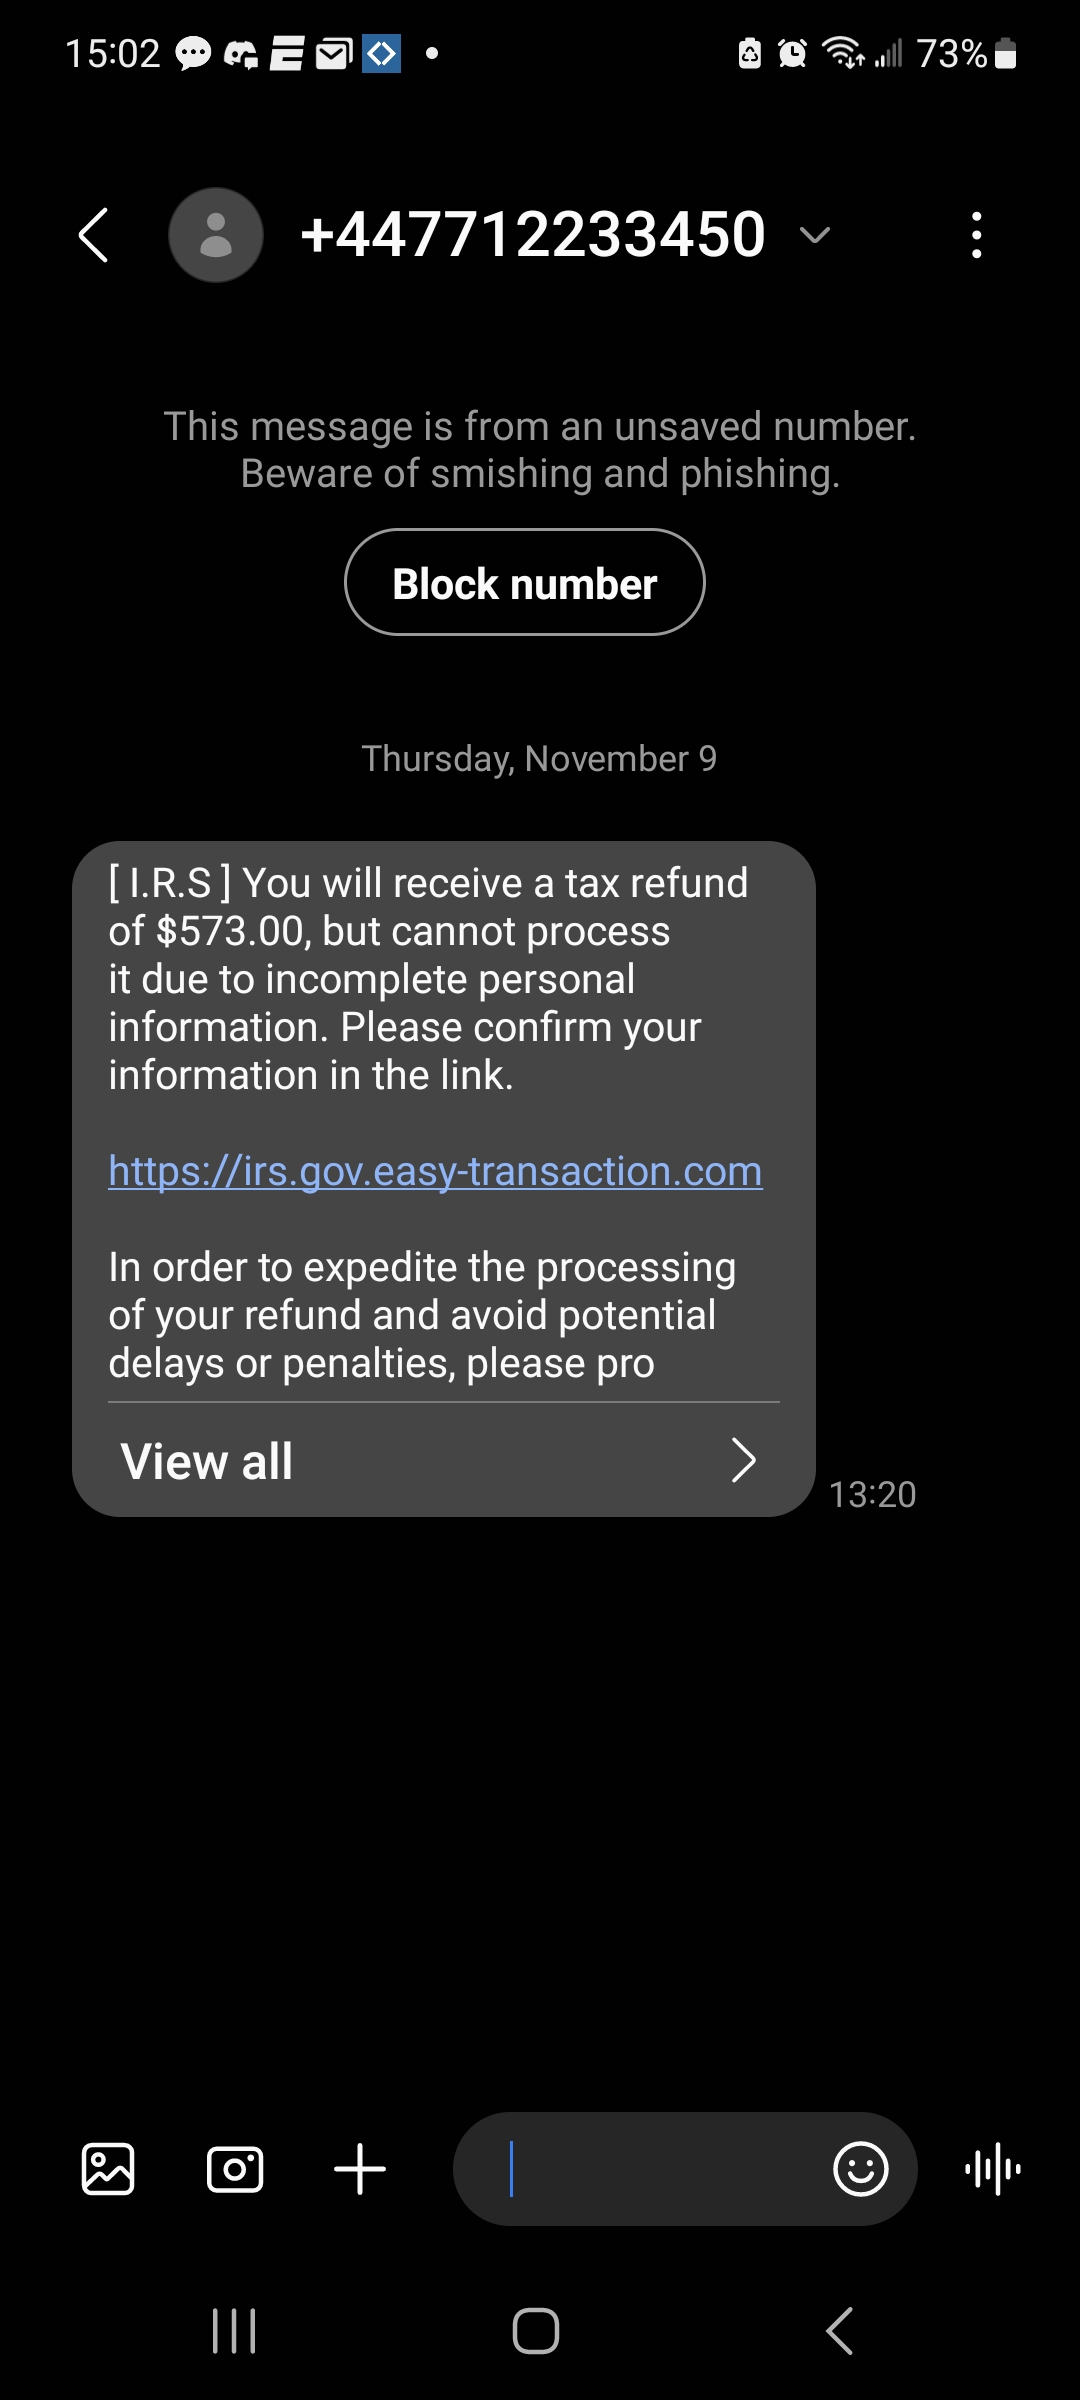 15:02
73%
+447712233450
This message is from an unsaved number.
Beware of smishing and phishing.
Block number
Thursday, November 9
[ I.R.S ] You will receive a tax refund
of $573.00, but cannot process
it due to incomplete personal
information. Please confirm your
information in the link.
https://irs.gov.easy-transaction.com
In order to expedite the processing
of your refund and avoid potential
delays or penalties, please pro
View all
13:20